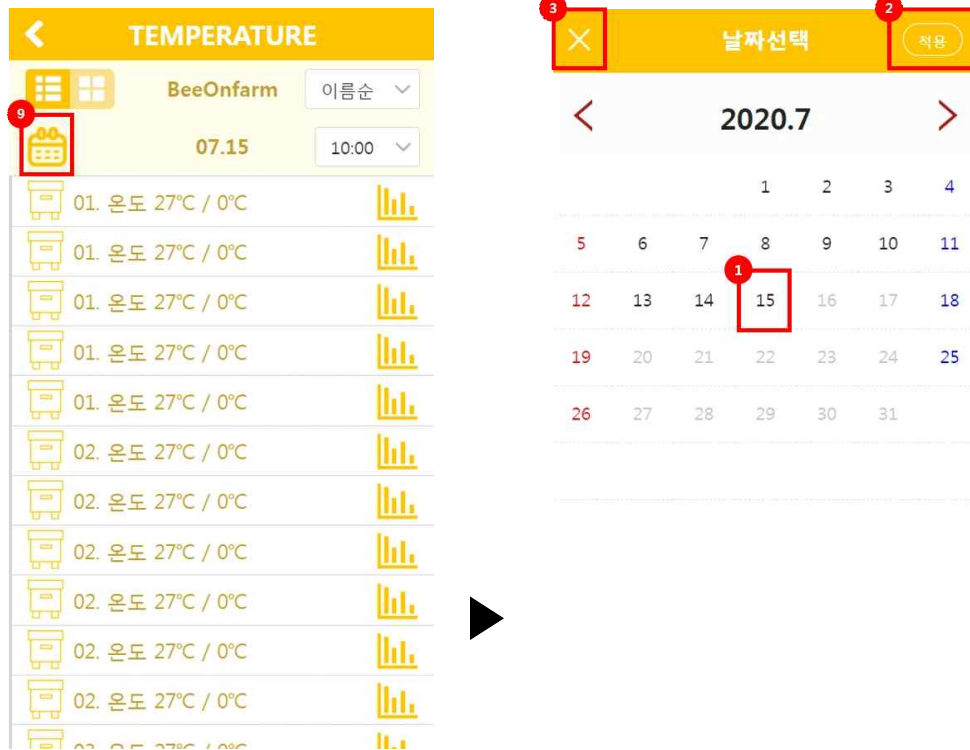 TEMPERATURE
BeeOnfarm 이름순
9
07.15 10:00
01. 온도 27℃ / 0℃
01. 온도 27℃ / 0℃
01. 온도 27℃ / 0℃
01. 온도 27℃ / 0℃
01. 온도 27℃ / 0℃
02. 온도 27℃ / 0℃
02. 온도 27℃ / 0℃
02. 온도 27℃ / 0℃
02. 온도 27℃ / 0℃
02. 온도 27℃ / 0℃
02. 온도 27℃ / 0℃
3 2
날짜선택 적용
2020.7
1 2 3 4
5 6 7 8 9 10 11
1
12 13 14 15 16 17 18
19 20 21 22 23 24 25
26 27 28 29 30 31